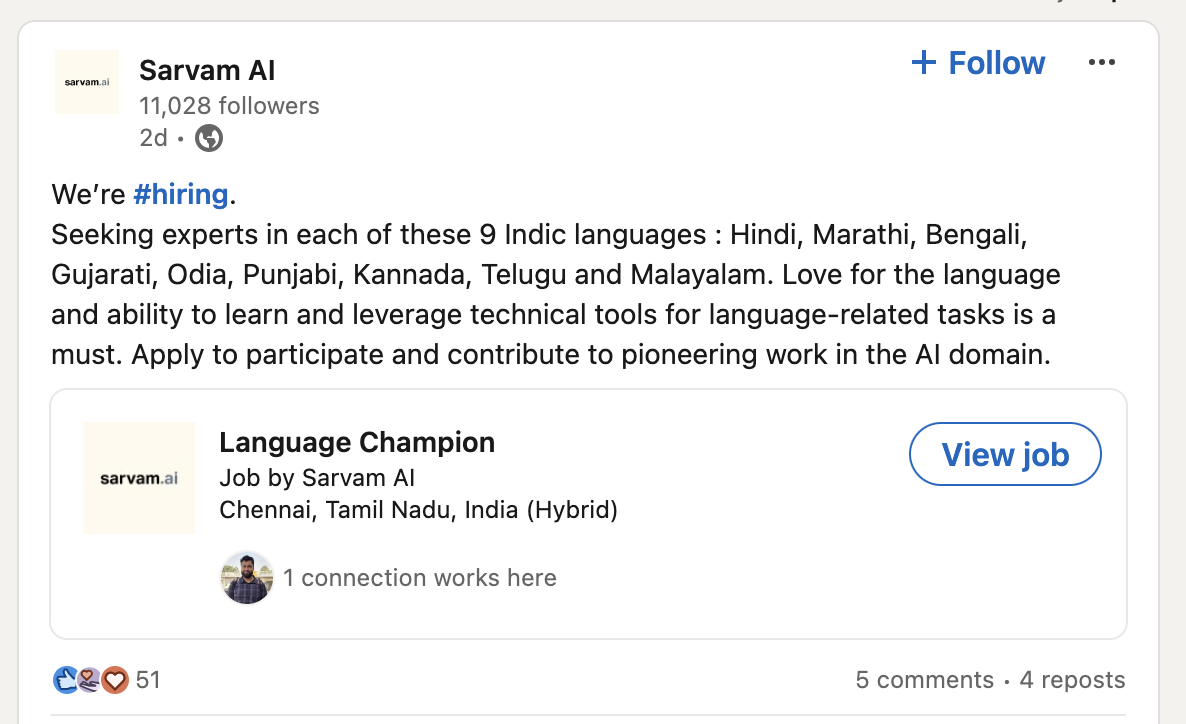 sarvam.ai
Sarvam AI
+ Follow
11,028 followers
2d •
We're #hiring.
Seeking experts in each of these 9 Indic languages : Hindi, Marathi, Bengali,
Gujarati, Odia, Punjabi, Kannada, Telugu and Malayalam. Love for the language
and ability to learn and leverage technical tools for language-related tasks is a
must. Apply to participate and contribute to pioneering work in the AI domain.
sarvam.ai
Language Champion
View job
Job by Sarvam AI
Chennai, Tamil Nadu, India (Hybrid)
1 connection works here
51
5 comments • 4 reposts